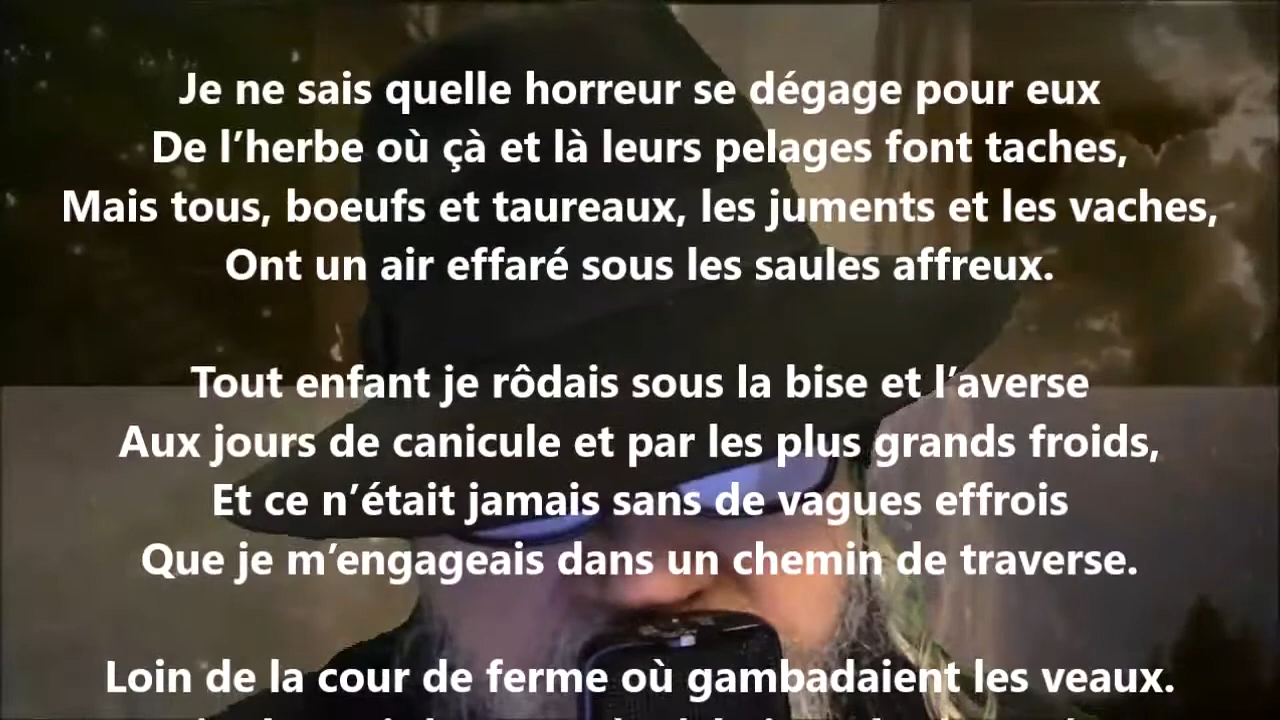 Je ne sais quelle horreur se dégage pour eux
De l’herbe où çà et là leurs pelages font taches,
Mais tous, boeufs et taureaux, les juments et les vaches,
Ont un air effaré sous les saules affreux.
Tout enfant je rôdais sous la bise et l’averse
Aux jours de canicule et par les plus grands froids,
Et ce n’était jamais sans de vagues effrois
Que je m’engageais dans un chemin de traverse.
Loin de la cour de ferme où gambadaient les veaux.